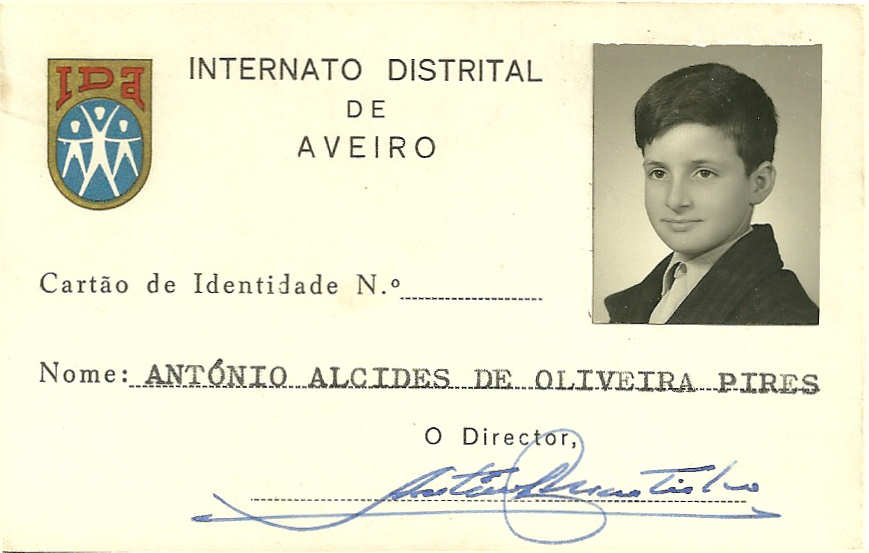 IDA
INTERNATO DISTRITAL
DE
AVEIRO
Cartão de Identidade N.º
Nome: ANTÓNIO ALCIDES DE OLIVEIRA PIRES
O Director,